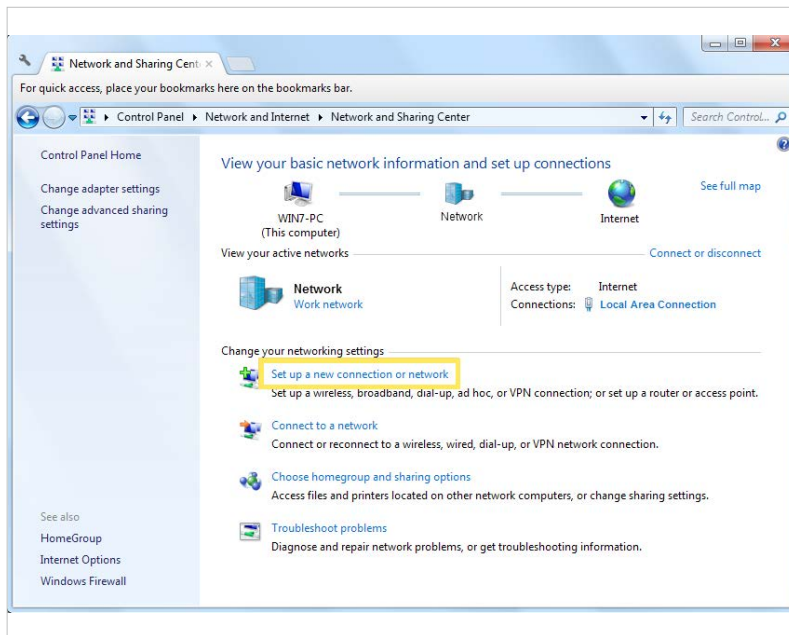 Network and Sharing Cent
For quick access, place your bookmarks here on the bookmarks bar.
Control Panel Network and Internet Network and Sharing Center
Search Control...
Control Panel Home
Change adapter settings
Change advanced sharing
settings
View your basic network information and set up connections
See full map
WIN7-PC
(This computer)
Network
Internet
View your active networks
Connect or disconnect
Network
Work network
Access type: Internet
Connections: Local Area Connection
Change your networking settings
Set up a new connection or network
Set up a wireless, broadband, dial-up, ad hoc, or VPN connection; or set up a router or access point.
Connect to a network
Connect or reconnect to a wireless, wired, dial-up, or VPN network connection.
Choose homegroup and sharing options
Access files and printers located on other network computers, or change sharing settings.
Troubleshoot problems
Diagnose and repair network problems, or get troubleshooting information.
See also
HomeGroup
Internet Options
Windows Firewall